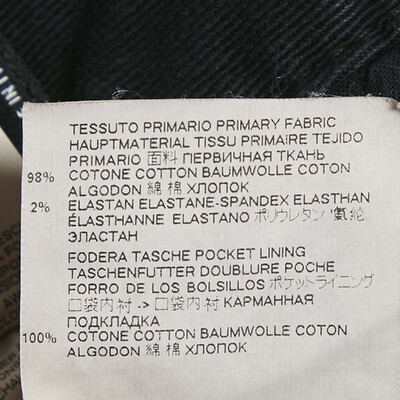 TESSUTO PRIMARIO PRIMARY FABRIC
HAUPTMATERIAL TISSU PRIMAIRE TEJIDO
PRIMARIO 面料 ПЕРВИЧНАЯ ТКАНЬ
98% COTONE COTTON BAUMWOLLE COTON
ALGODON 綿 棉 ХЛОПОК
2% ELASTAN ELASTANE-SPANDEX ELASTHAN
ÉLASTHANNE ELASTANO ポリウレタン 氨纶
ЭЛАСТАН
FODERA TASCHE POCKET LINING
TASCHENFUTTER DOUBLURE POCHE
FORRO DE LOS BOLSILLOS ポケットライニング
口袋内衬 -> 口袋内衬 КАРМАННАЯ
ПОДКЛАДКА
100% COTONE COTTON BAUMWOLLE COTON
ALGODON 綿 棉 ХЛОПОК